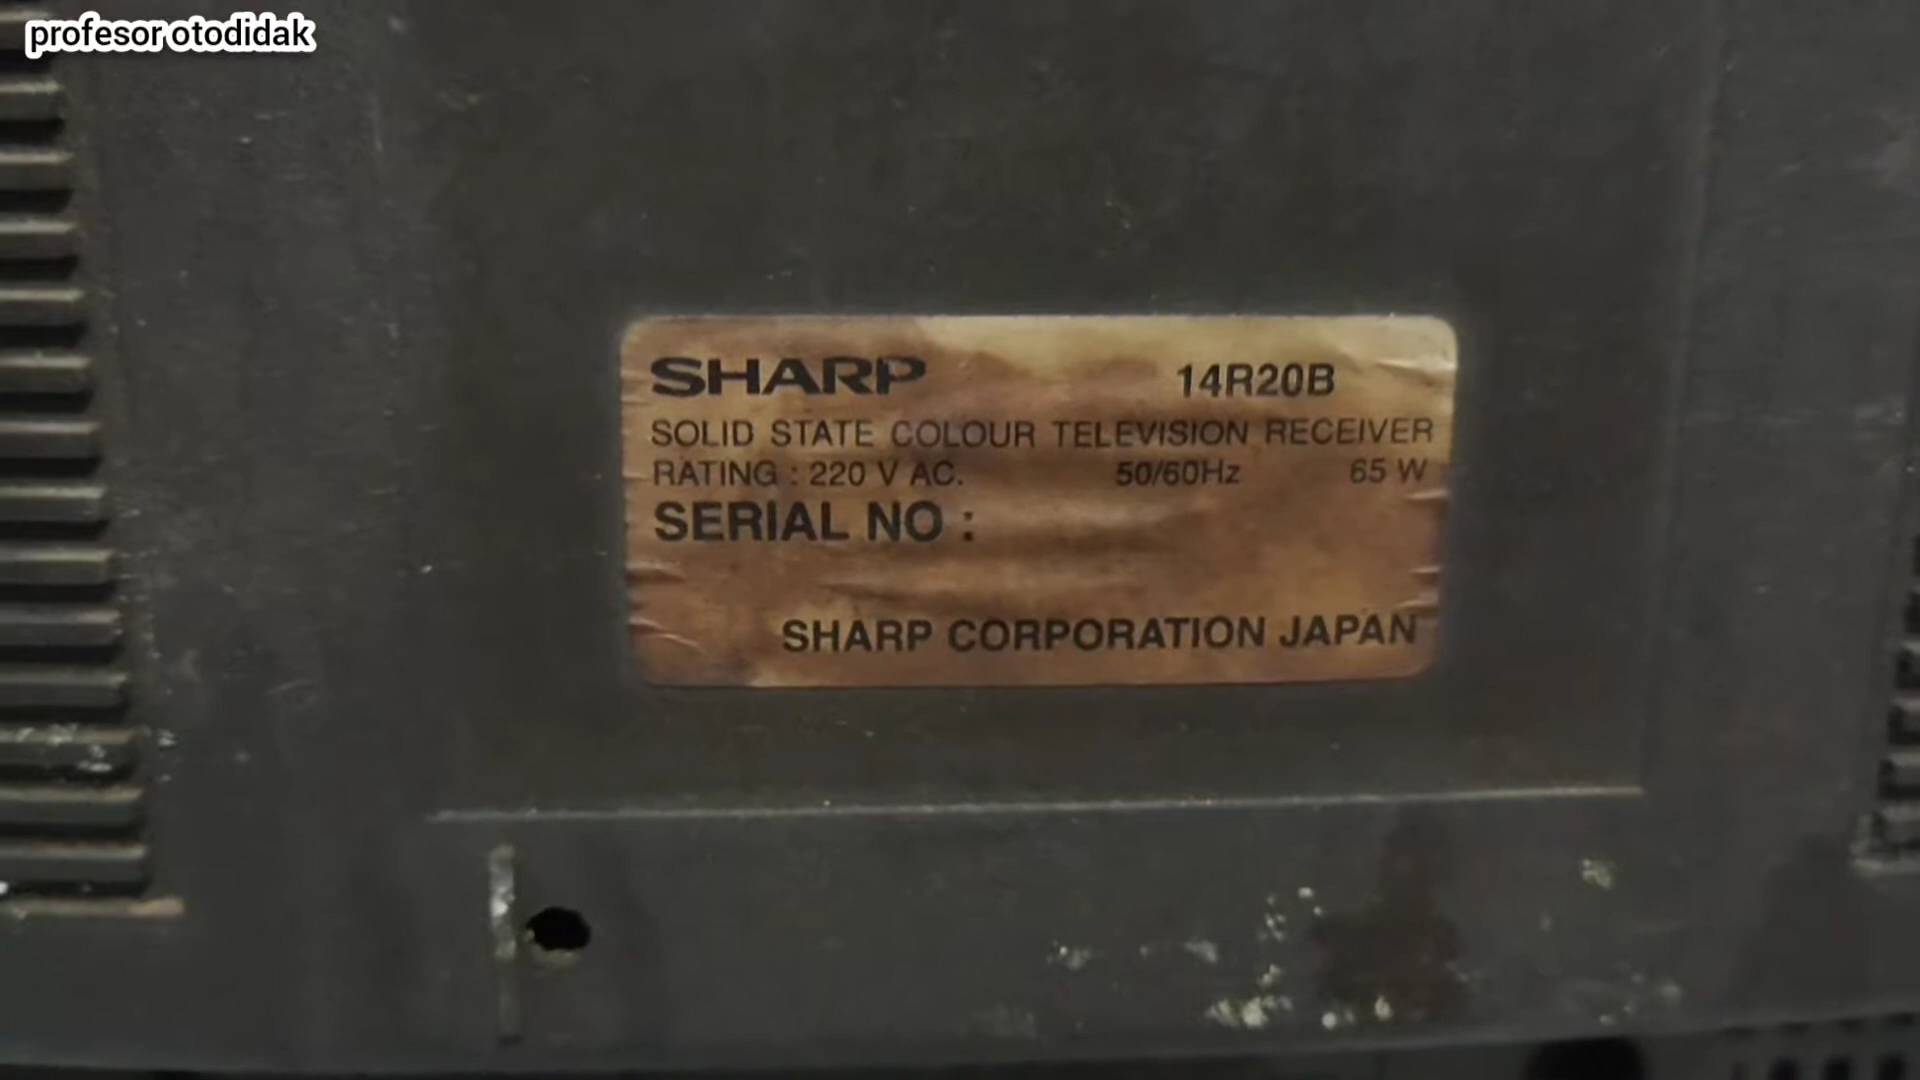 profesor otodidak
SHARP 14R20B
SOLID STATE COLOUR TELEVISION RECEIVER
RATING : 220 V AC. 50/60Hz 65 W
SERIAL NO :
SHARP CORPORATION JAPAN